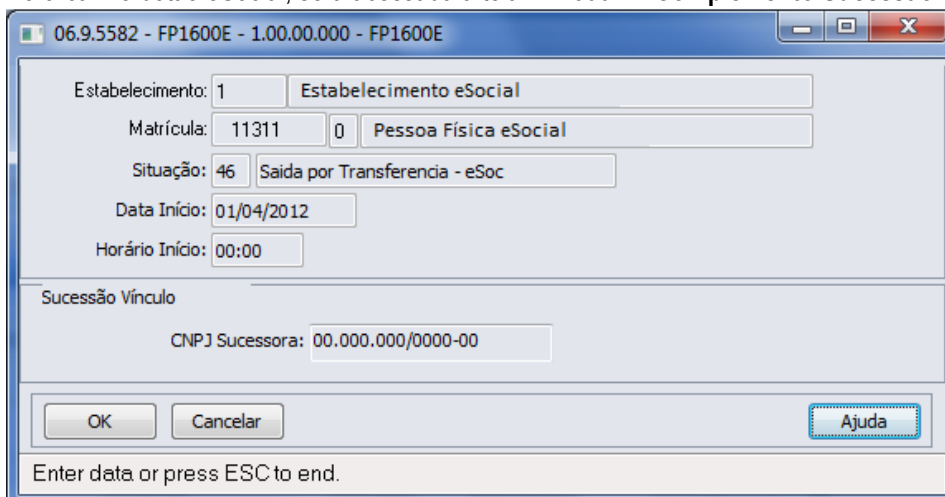 06.9.5582 - FP1600E - 1.00.00.000 - FP1600E
Estabelecimento: 1 Estabelecimento eSocial
Matrícula: 11311 0 Pessoa Física eSocial
Situação: 46 Saida por Transferencia - eSoc
Data Início: 01/04/2012
Horário Início: 00:00
Sucessão Vínculo
CNPJ Sucessora: 00.000.000/0000-00
OK Cancelar Ajuda
Enter data or press ESC to end.